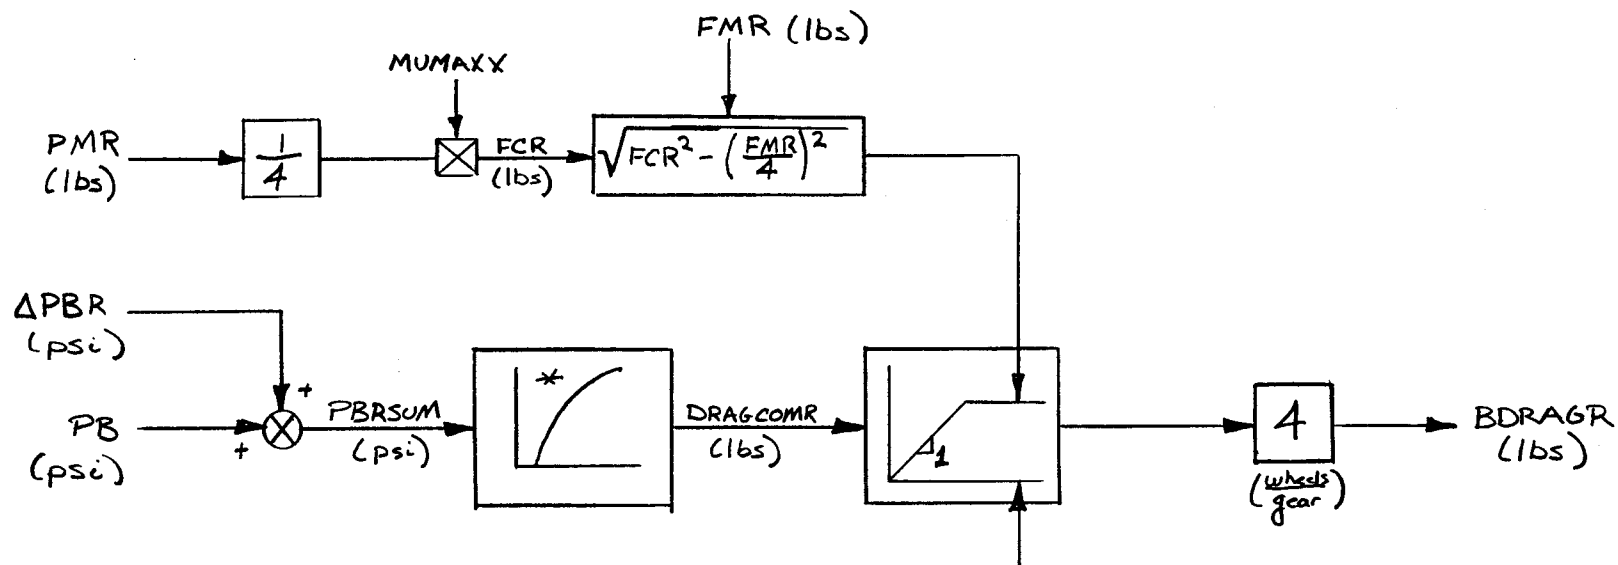 FMR (lbs)
MUMAXX
PMR
(lbs)
1
4
FCR
(lbs)
√FCR² - (FMR/4)²
ΔPBR
(psi)
+
PB
(psi)
+
PBRSUM
(psi)
*
DRAGCOMR
(lbs)
1
4
(wheels
gear)
BDRAGR
(lbs)